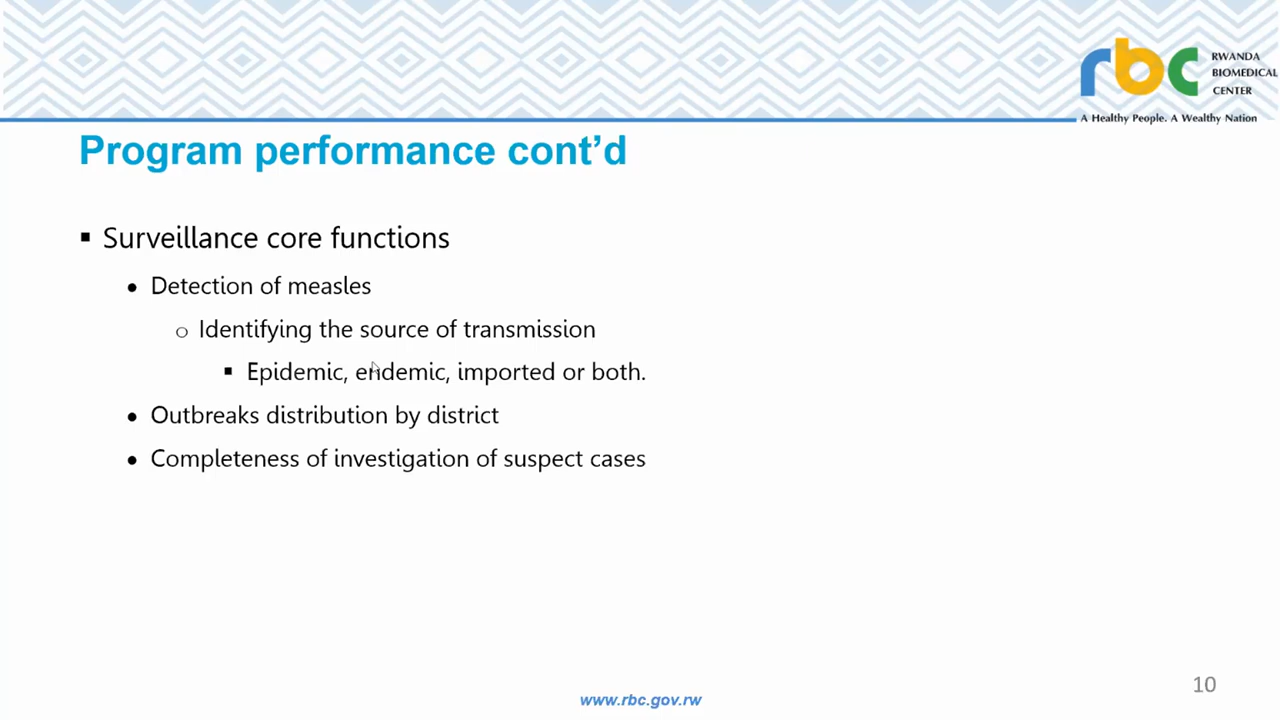 rbc
RWANDA
BIOMEDICAL
CENTER
A Healthy People. A Wealthy Nation
Program performance cont’d
▪ Surveillance core functions
• Detection of measles
o Identifying the source of transmission
▪ Epidemic, endemic, imported or both.
• Outbreaks distribution by district
• Completeness of investigation of suspect cases
www.rbc.gov.rw
10